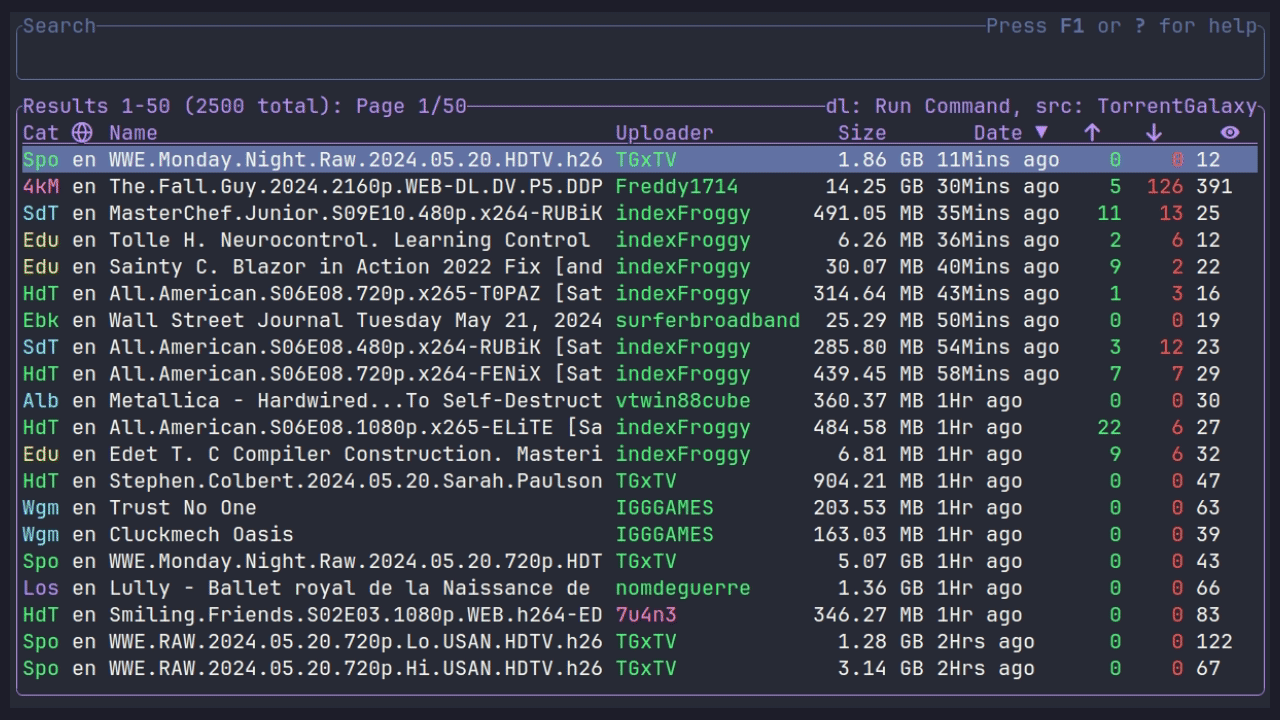 Search Press F1 or ? for help
Results 1-50 (2500 total): Page 1/50 dl: Run Command, src: TorrentGalaxy
Cat Name Uploader Size Date ▼ ↑ ↓
Spo en WWE.Monday.Night.Raw.2024.05.20.HDTV.h26 TGxTV 1.86 GB 11Mins ago 0 0 12
4kM en The.Fall.Guy.2024.2160p.WEB-DL.DV.P5.DDP Freddy1714 14.25 GB 30Mins ago 5 126 391
SdT en MasterChef.Junior.S09E10.480p.x264-RUBiK indexFroggy 491.05 MB 35Mins ago 11 13 25
Edu en Tolle H. Neurocontrol. Learning Control indexFroggy 6.26 MB 36Mins ago 2 6 12
Edu en Sainty C. Blazor in Action 2022 Fix [and indexFroggy 30.07 MB 40Mins ago 9 2 22
HdT en All.American.S06E08.720p.x265-T0PAZ [Sat indexFroggy 314.64 MB 43Mins ago 1 3 16
Ebk en Wall Street Journal Tuesday May 21, 2024 surferbroadband 25.29 MB 50Mins ago 0 0 19
SdT en All.American.S06E08.480p.x264-RUBiK [Sat indexFroggy 285.80 MB 54Mins ago 3 12 23
HdT en All.American.S06E08.720p.x264-FENiX [Sat indexFroggy 439.45 MB 58Mins ago 7 7 29
Alb en Metallica - Hardwired...To Self-Destruct vtwin88cube 360.37 MB 1Hr ago 0 0 30
HdT en All.American.S06E08.1080p.x265-ELiTE [Sa indexFroggy 484.58 MB 1Hr ago 22 6 27
Edu en Edet T. C Compiler Construction. Masteri indexFroggy 6.81 MB 1Hr ago 9 6 32
HdT en Stephen.Colbert.2024.05.20.Sarah.Paulson TGxTV 904.21 MB 1Hr ago 0 0 47
Wgm en Trust No One IGGGAMES 203.53 MB 1Hr ago 0 0 63
Wgm en Cluckmech Oasis IGGGAMES 163.03 MB 1Hr ago 0 0 39
Spo en WWE.Monday.Night.Raw.2024.05.20.720p.HDT TGxTV 5.07 GB 1Hr ago 0 0 43
Los en Lully - Ballet royal de la Naissance de nomdeguerre 1.36 GB 1Hr ago 0 0 66
HdT en Smiling.Friends.S02E03.1080p.WEB.h264-ED 7u4n3 346.27 MB 1Hr ago 0 0 83
Spo en WWE.RAW.2024.05.20.720p.Lo.USAN.HDTV.h26 TGxTV 1.28 GB 2Hrs ago 0 0 122
Spo en WWE.RAW.2024.05.20.720p.Hi.USAN.HDTV.h26 TGxTV 3.14 GB 2Hrs ago 0 0 67